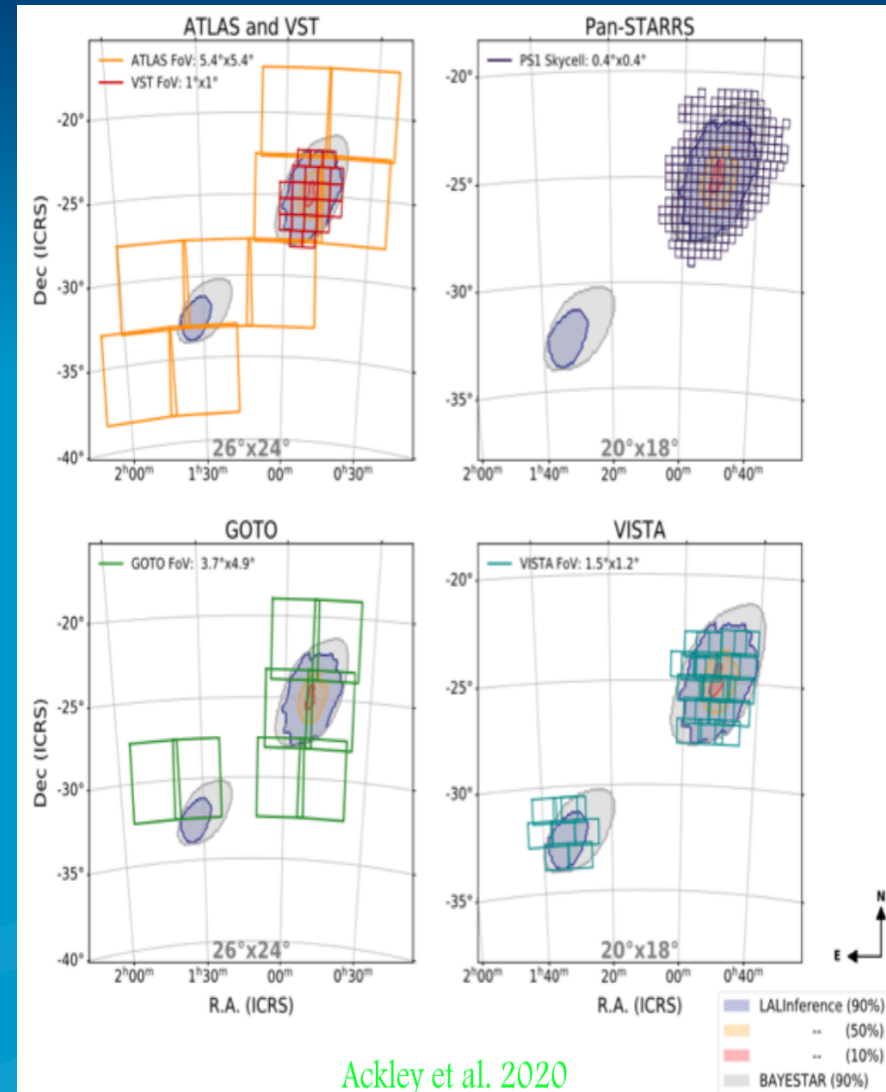 ATLAS and VST
ATLAS FoV: 5.4°x5.4°
VST FoV: 1°x1°
-20°
-25°
-30°
-35°
-40°
Dec (ICRS)
26°x24°
2ʰ00ᵐ 1ʰ30ᵐ 00ᵐ 0ʰ30ᵐ
Pan-STARRS
PS1 Skycell: 0.4°x0.4°
-20°
-25°
-30°
-35°
20°x18°
2ʰ00ᵐ 1ʰ40ᵐ 20ᵐ 00ᵐ 0ʰ40ᵐ
GOTO
GOTO FoV: 3.7°x4.9°
-20°
-25°
-30°
-35°
-40°
Dec (ICRS)
26°x24°
2ʰ00ᵐ 1ʰ30ᵐ 00ᵐ 0ʰ30ᵐ
R.A. (ICRS)
VISTA
VISTA FoV: 1.5°x1.2°
-20°
-25°
-30°
-35°
20°x18°
2ʰ00ᵐ 1ʰ40ᵐ 20ᵐ 00ᵐ 0ʰ40ᵐ
R.A. (ICRS)
N
E
LALInference (90%)
-- (50%)
-- (10%)
BAYESTAR (90%)
Ackley et al. 2020